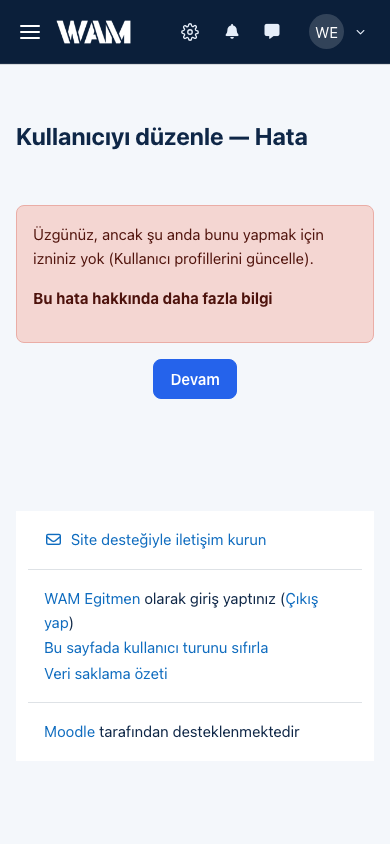 WAM
WE
Kullanıcıyı düzenle — Hata
Üzgünüz, ancak şu anda bunu yapmak için
izniniz yok (Kullanıcı profillerini güncelle).
Bu hata hakkında daha fazla bilgi
Devam
Site desteğiyle iletişim kurun
WAM Egitmen olarak giriş yaptınız (Çıkış
yap)
Bu sayfada kullanıcı turunu sıfırla
Veri saklama özeti
Moodle tarafından desteklenmektedir